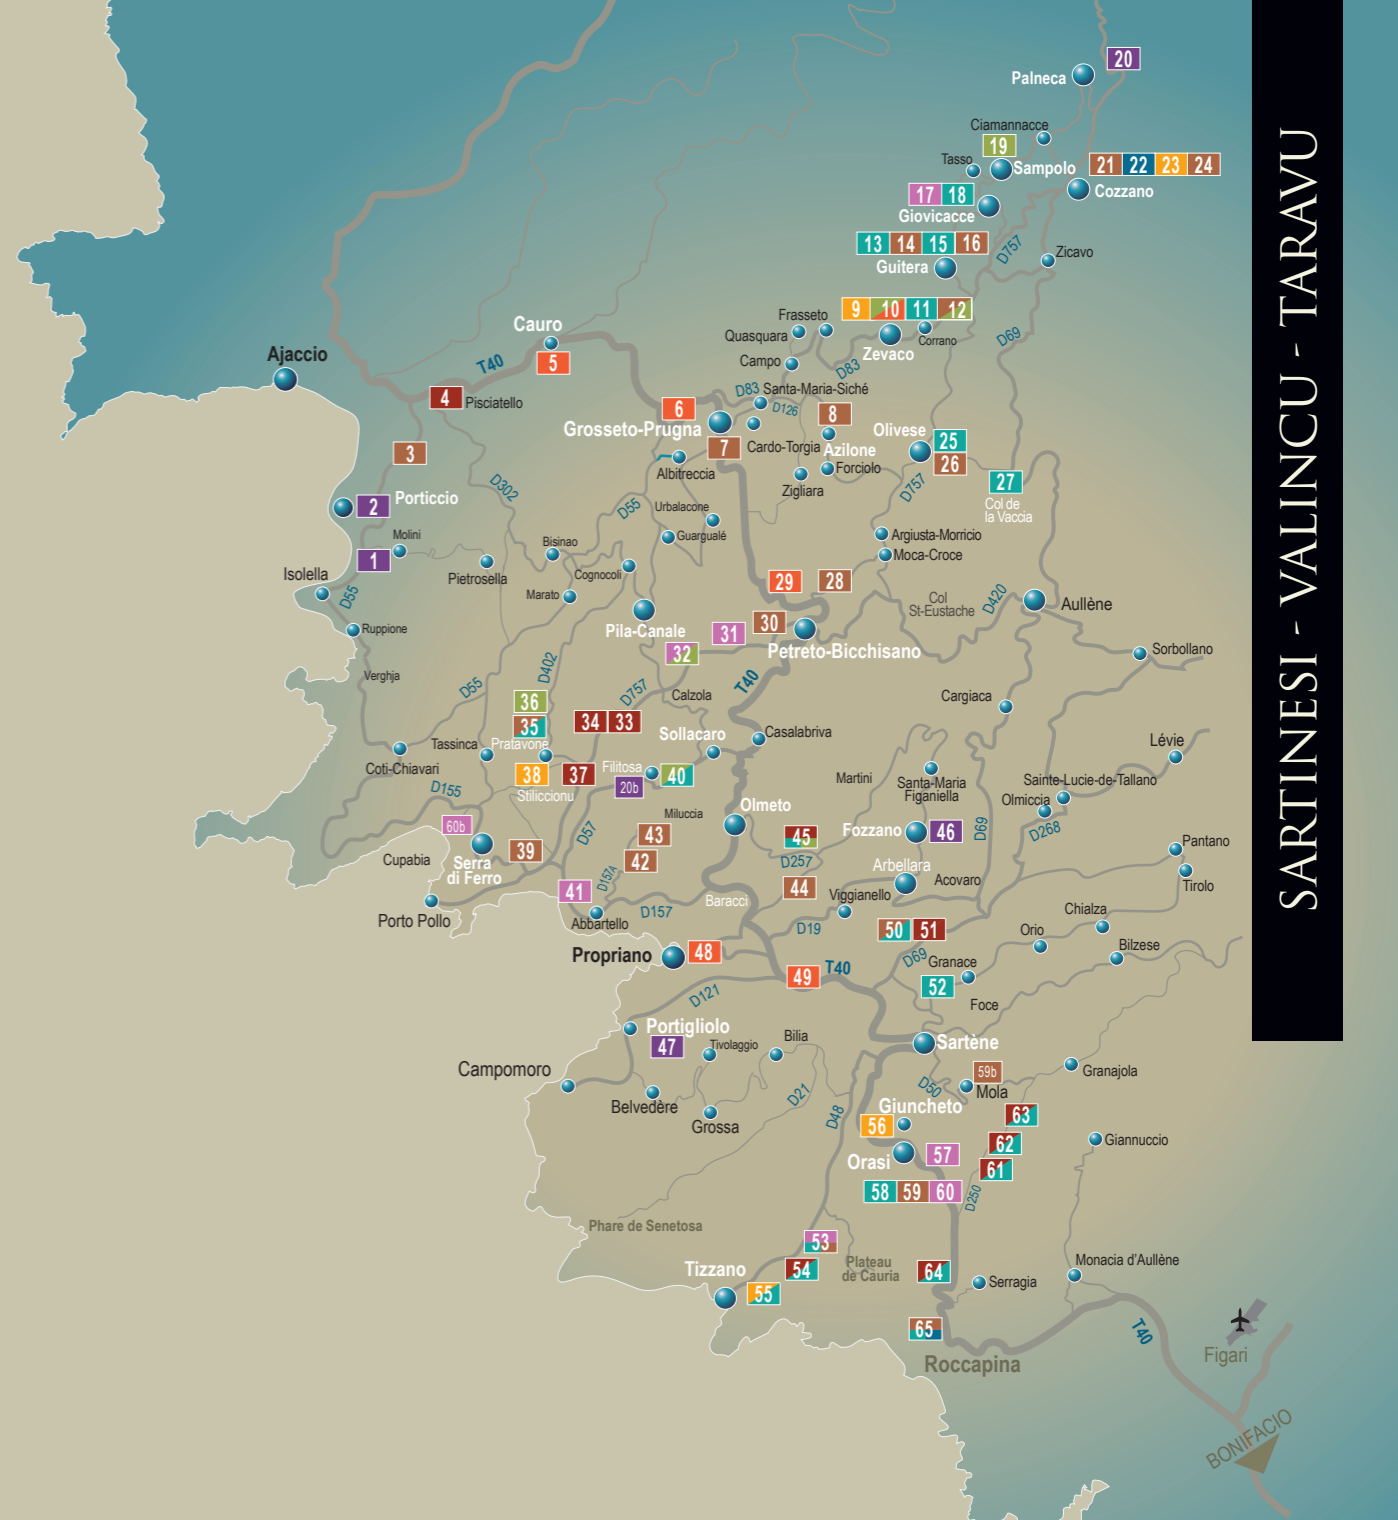 SARTINESI - VALINCU - TARAVU
20
Palneca
Ciamannacce
19
Tasso
Sampolo
21 22 23 24
Cozzano
17 18
Giovicacce
13 14 15 16
Guitera
D757
Zicavo
9 10 11 12
Frasseto
Quasquara
Corrano
Zevaco
D69
Cauro
5
T40
Ajaccio
Campo
D83
4
Pisciatello
D83
Santa-Maria-Siché
D126
6
8
Grosseto-Prugna
Olivese
25
3
7
Cardo-Torgia
Azilone
26
Albitreccia
Forciolo
Zigliara
27
D757
Col de
la Vaccia
D302
2
Porticcio
D55
Urbalacone
Molini
Guargualé
Argiusta-Morricio
1
Bisinao
Moca-Croce
Isolella
Pietrosella
Cognocoli
29
28
D55
Marato
Col
St-Eustache
D420
Aullène
Ruppione
Pila-Canale
31
30
Petreto-Bicchisano
32
Sorbollano
Verghja
D402
D55
D757
T40
Calzola
Cargiaca
36
35
34 33
Tassinca
Pratavone
Sollacaro
Casalabriva
Lévie
Coti-Chiavari
38
37
Filitosa
40
Martini
Santa-Maria
Figaniella
Sainte-Lucie-de-Tallano
Stiliccionu
20b
D155
Olmiccia
Miluccia
Olmeto
60b
D57
43
45
Fozzano
46
D69
D268
Serra
di Ferro
39
42
D257
Pantano
Cupabia
Arbellara
Tirolo
D157A
41
44
Acovaro
Viggianello
Baracci
Porto Pollo
Abbartello
D157
D19
Chialza
50 51
Orio
Bilzese
Propriano
48
D69
Granace
T40
49
52
Foce
D121
Portigliolo
Bilia
Sartène
47
Tivolaggio
Campomoro
59b
Granajola
D50
Mola
Belvedère
D21
D48
Giuncheto
63
Grossa
56
62
Giannuccio
Orasi
57
61
58 59 60
D250
Phare de Senetosa
53
Tizzano
54
Plateau
de Cauria
64
Monacia d'Aullène
55
Serragia
65
T40
Roccapina
Figari
BONIFACIO